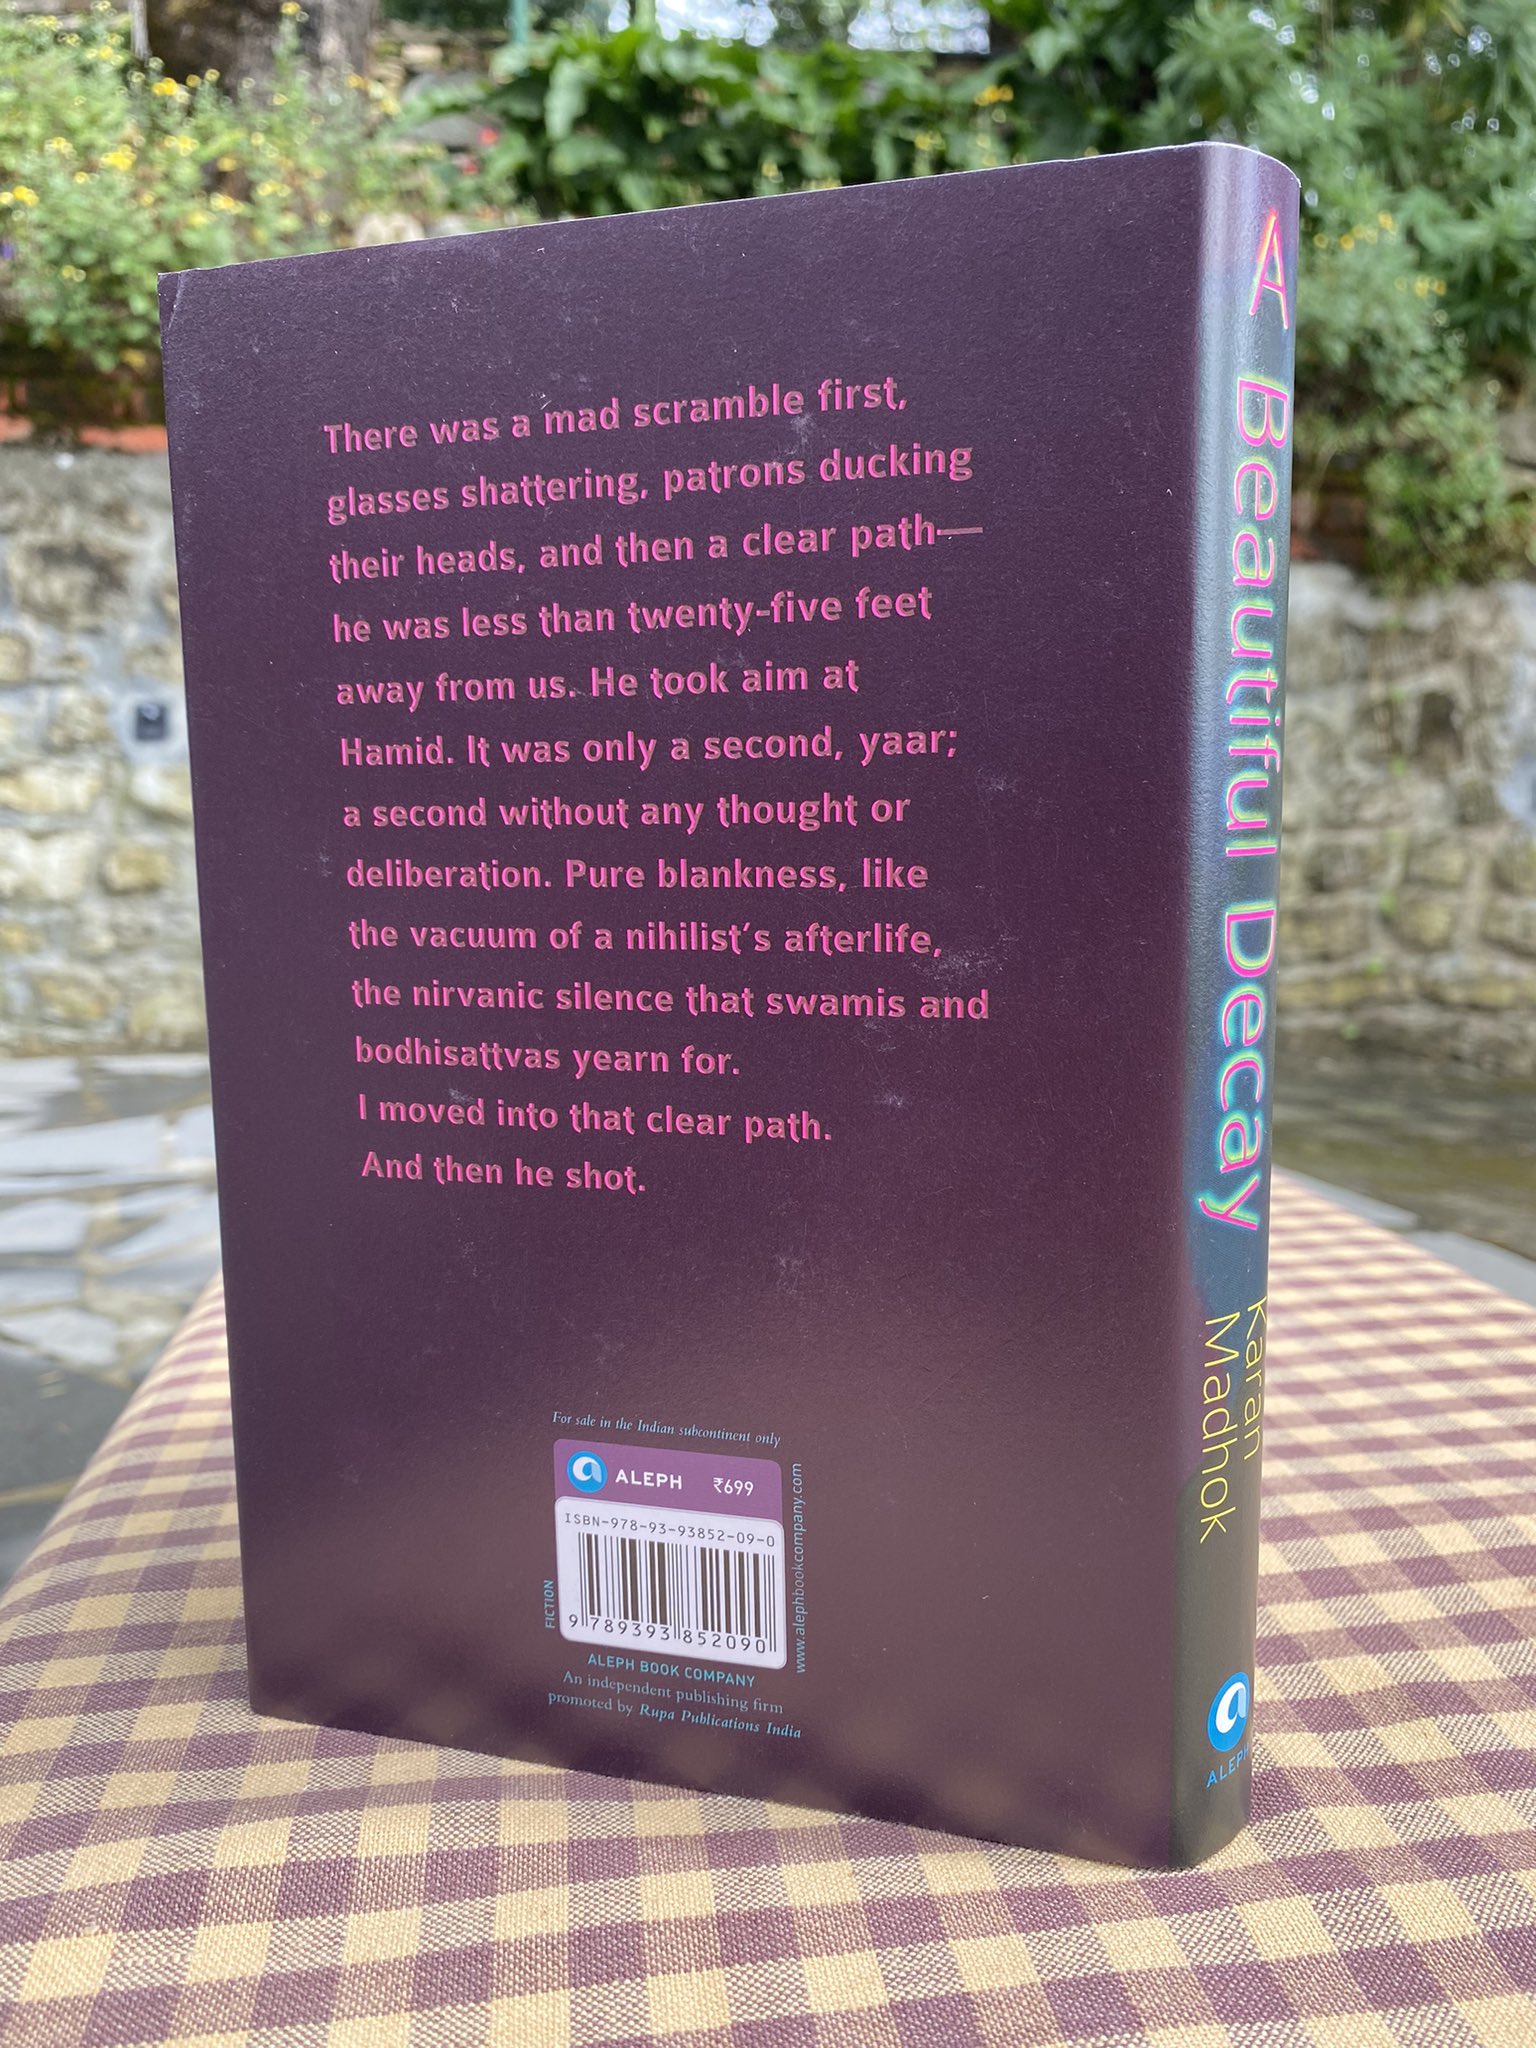 There was a mad scramble first,
glasses shattering, patrons ducking
their heads, and then a clear path—
he was less than twenty-five feet
away from us. He took aim at
Hamid. It was only a second, yaar;
a second without any thought or
deliberation. Pure blankness, like
the vacuum of a nihilist's afterlife,
the nirvanic silence that swamis and
bodhisattvas yearn for.
I moved into that clear path.
And then he shot.
For sale in the Indian subcontinent only
ALEPH ₹699
ISBN-978-93-93852-09-0
9 789393 852090
FICTION
www.alephbookcompany.com
ALEPH BOOK COMPANY
An independent publishing firm
promoted by Rupa Publications India
A Beautiful Decay
Karan
Madhok
ALEPH